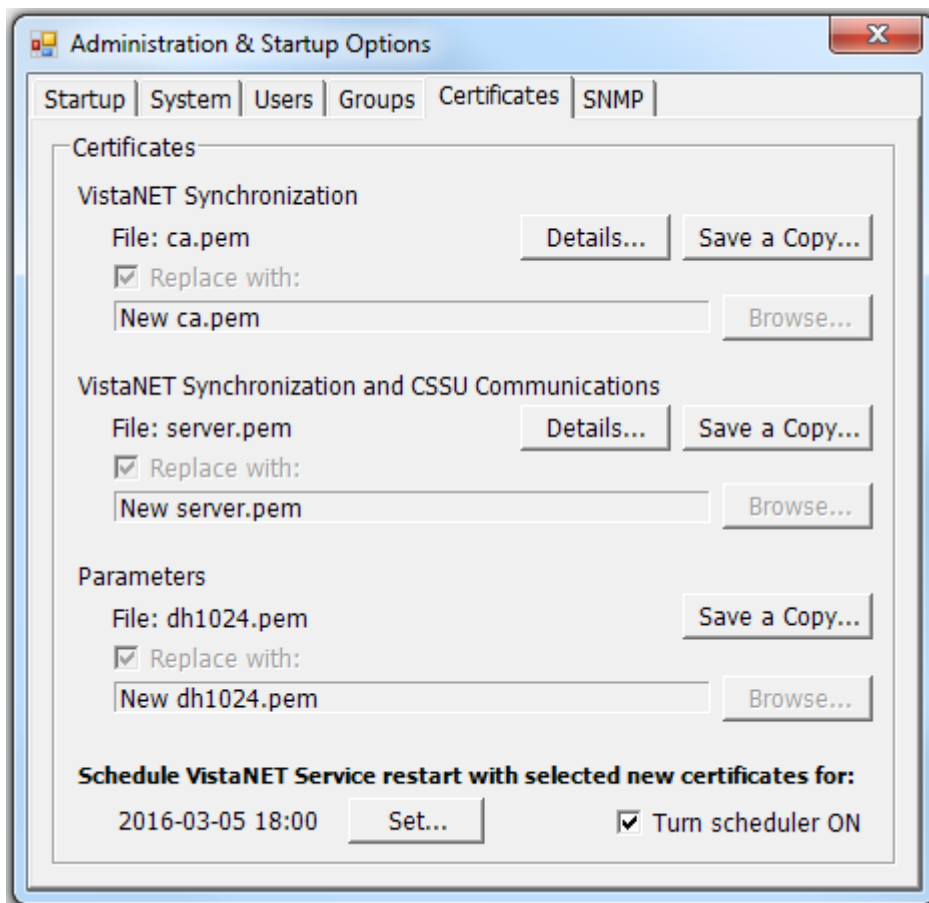 Administration & Startup Options
Startup System Users Groups Certificates SNMP
Certificates
VistaNET Synchronization
File: ca.pem Details... Save a Copy...
Replace with:
New ca.pem Browse...
VistaNET Synchronization and CSSU Communications
File: server.pem Details... Save a Copy...
Replace with:
New server.pem Browse...
Parameters
File: dh1024.pem Save a Copy...
Replace with:
New dh1024.pem Browse...
Schedule VistaNET Service restart with selected new certificates for:
2016-03-05 18:00 Set... Turn scheduler ON